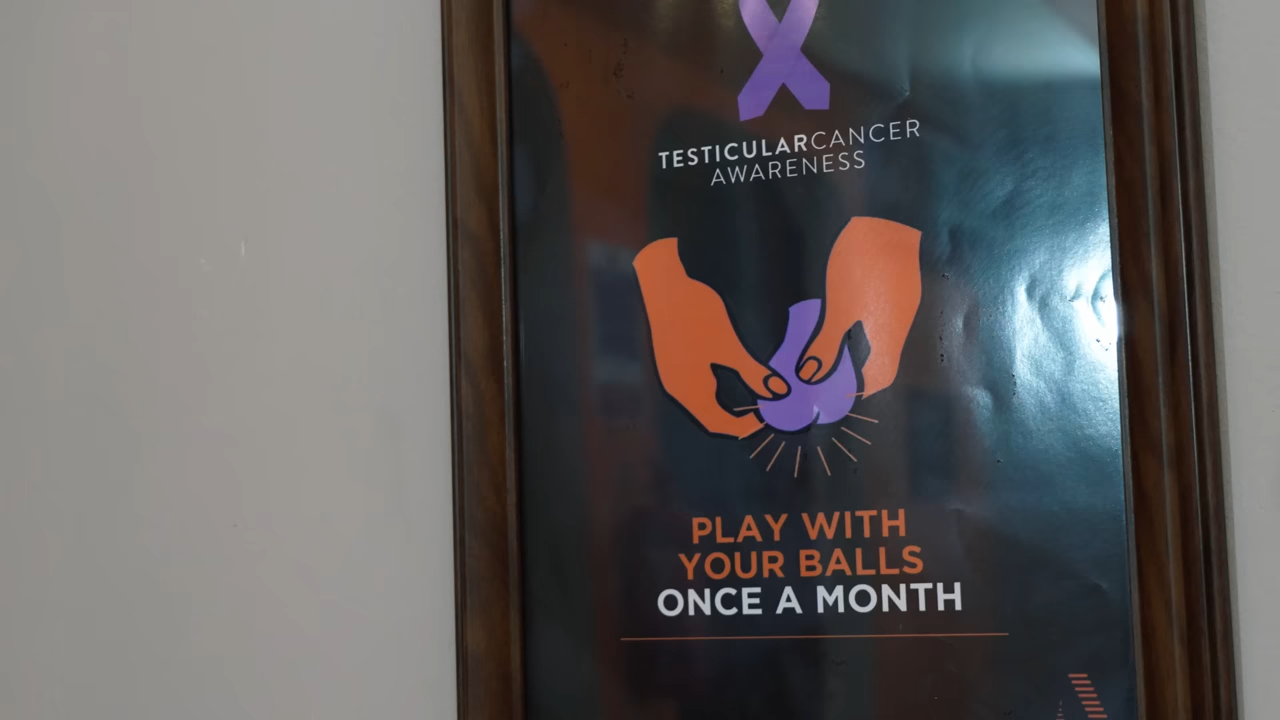 TESTICULARCANCER
AWARENESS
PLAY WITH
YOUR BALLS
ONCE A MONTH